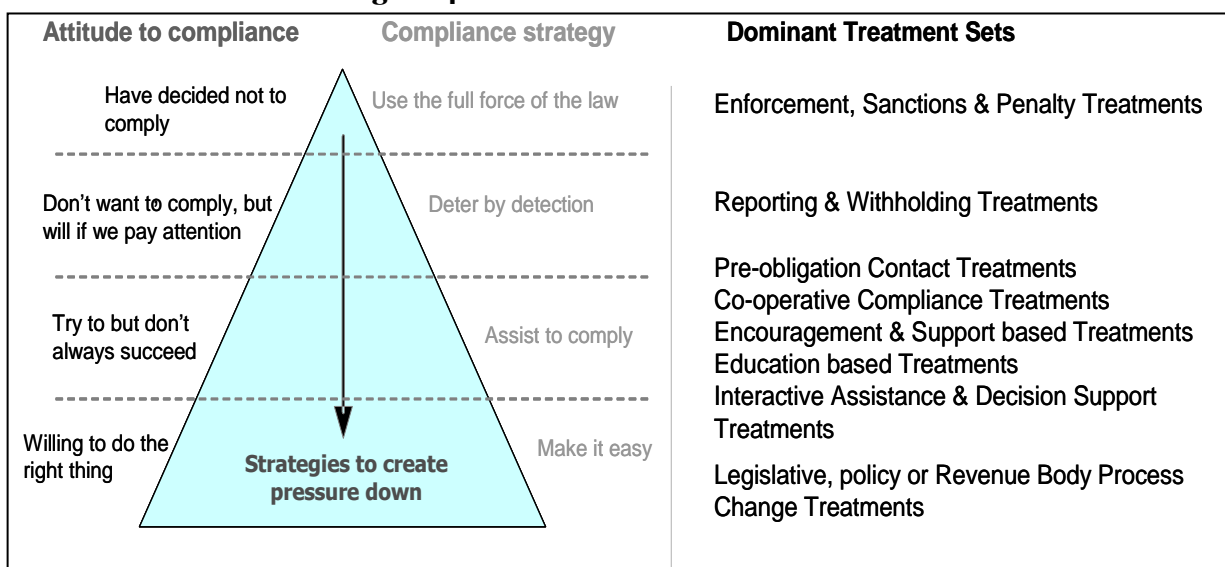 Attitude to compliance
Compliance strategy
Dominant Treatment Sets
Have decided not to
comply
Use the full force of the law
Enforcement, Sanctions & Penalty Treatments
Don't want to comply, but
will if we pay attention
Deter by detection
Reporting & Withholding Treatments
Try to but don't
always succeed
Assist to comply
Pre-obligation Contact Treatments
Co-operative Compliance Treatments
Encouragement & Support based Treatments
Education based Treatments
Interactive Assistance & Decision Support
Treatments
Willing to do the
right thing
Make it easy
Strategies to create
pressure down
Legislative, policy or Revenue Body Process
Change Treatments